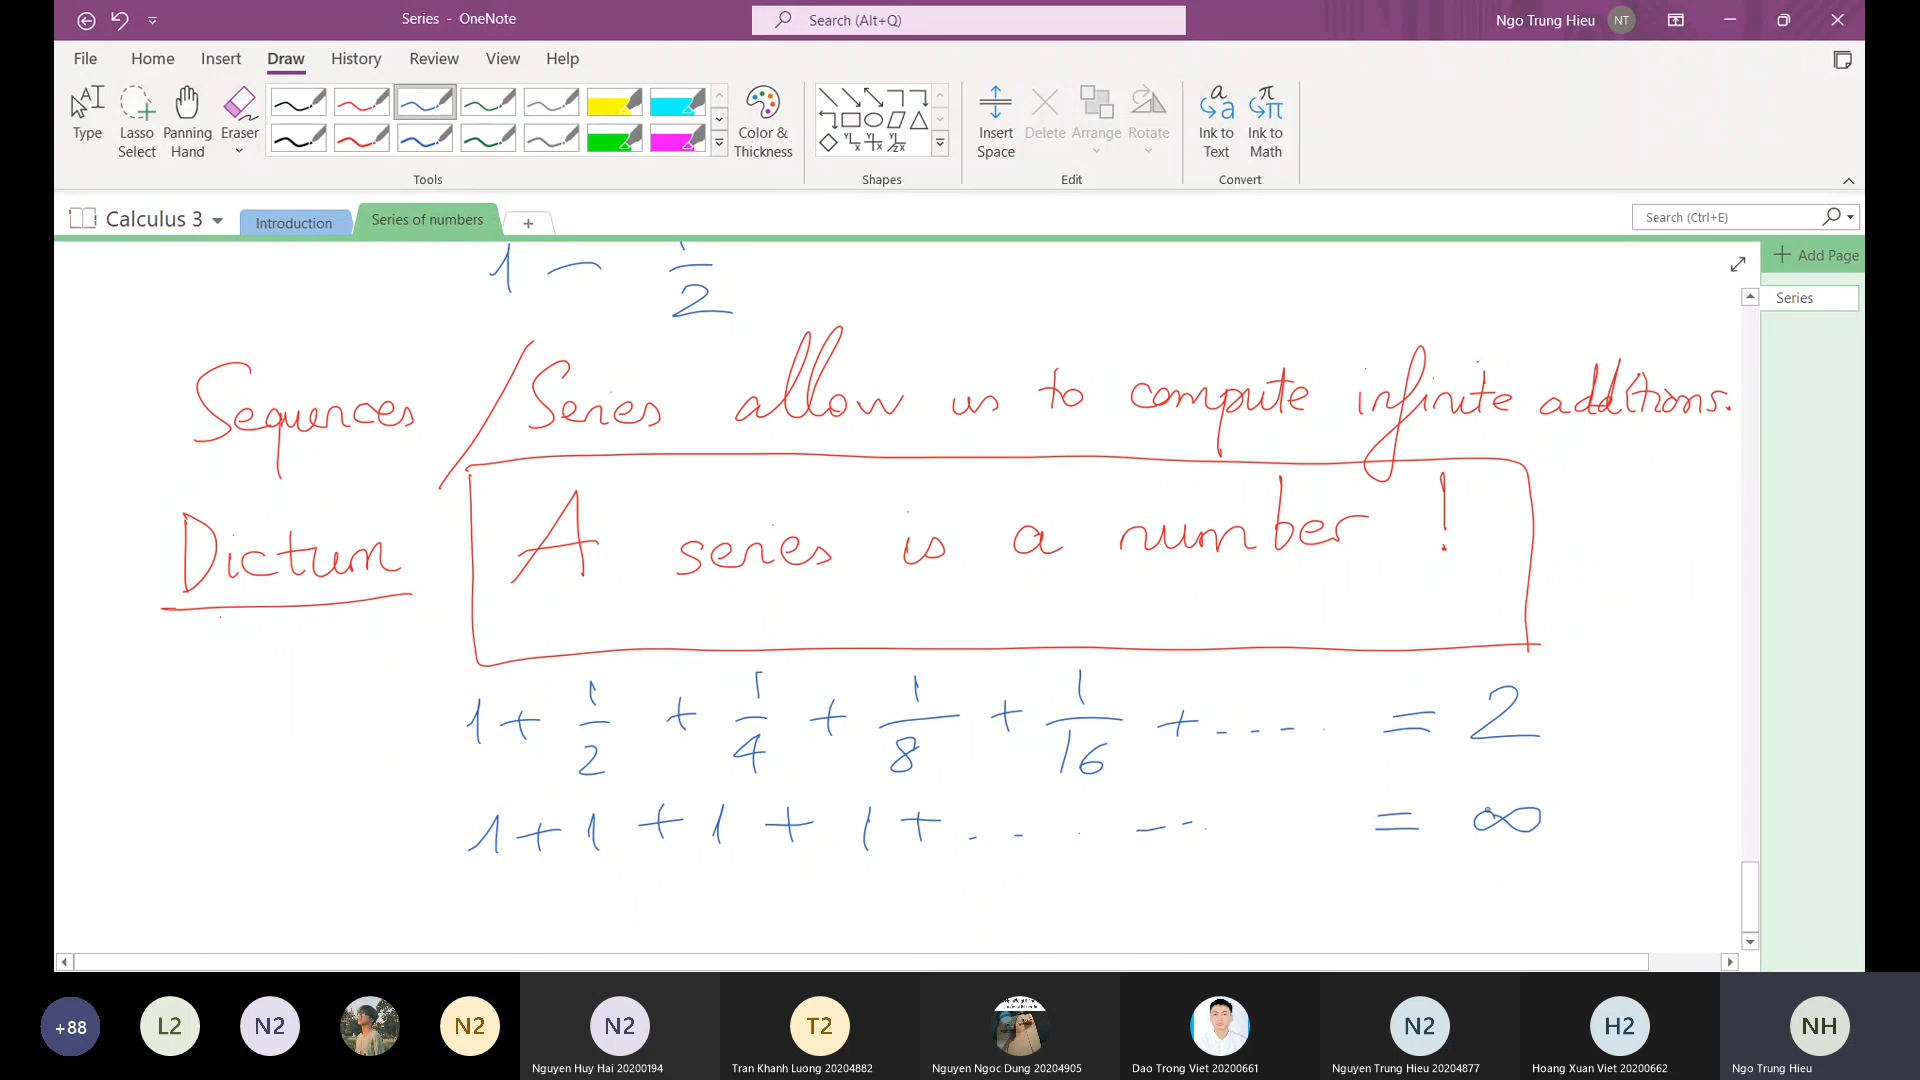 Series - OneNote
Search (Alt+Q)
Ngo Trung Hieu NT
File Home Insert Draw History Review View Help
Type Lasso Select Panning Hand Eraser Color & Thickness Insert Space Delete Arrange Rotate Ink to Text Ink to Math
Tools Shapes Edit Convert
Calculus 3 Introduction Series of numbers + Search (Ctrl+E)
+ Add Page
Series
1 - 1/2
Sequences / Series allow us to compute infinite additions.
Dictum A series is a number !
1 + 1/2 + 1/4 + 1/8 + 1/16 + .... = 2
1 + 1 + 1 + 1 + ........ = ∞
+88 L2 N2 N2 N2 T2 N2 H2 NH
Nguyen Huy Hai 20200194 Tran Khanh Luong 20204882 Nguyen Ngoc Dung 20204905 Dao Trong Viet 20200661 Nguyen Trung Hieu 20204877 Hoang Xuan Viet 20200662 Ngo Trung Hieu